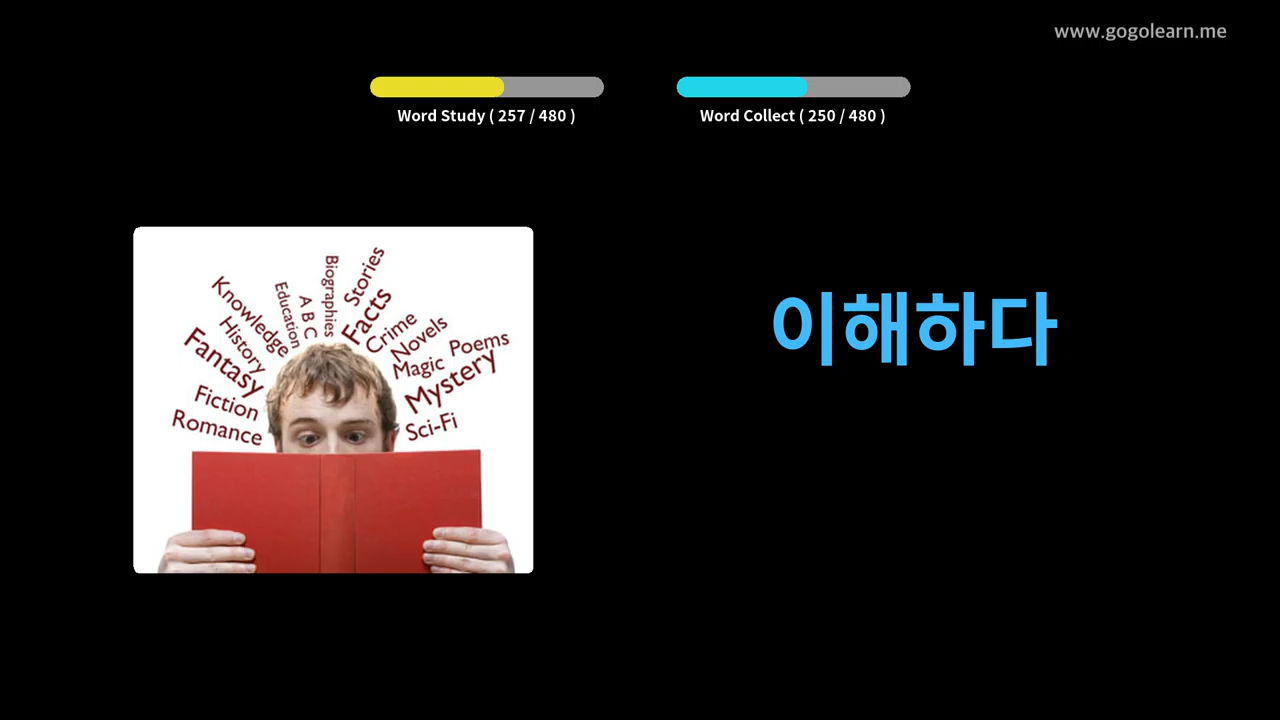 www.gogolearn.me
Word Study ( 257 / 480 )
Word Collect ( 250 / 480 )
이해하다
Knowledge
Education
A B C
Biographies
Stories
Facts
Crime
Novels
Poems
History
Fantasy
Magic
Mystery
Fiction
Romance
Sci-Fi